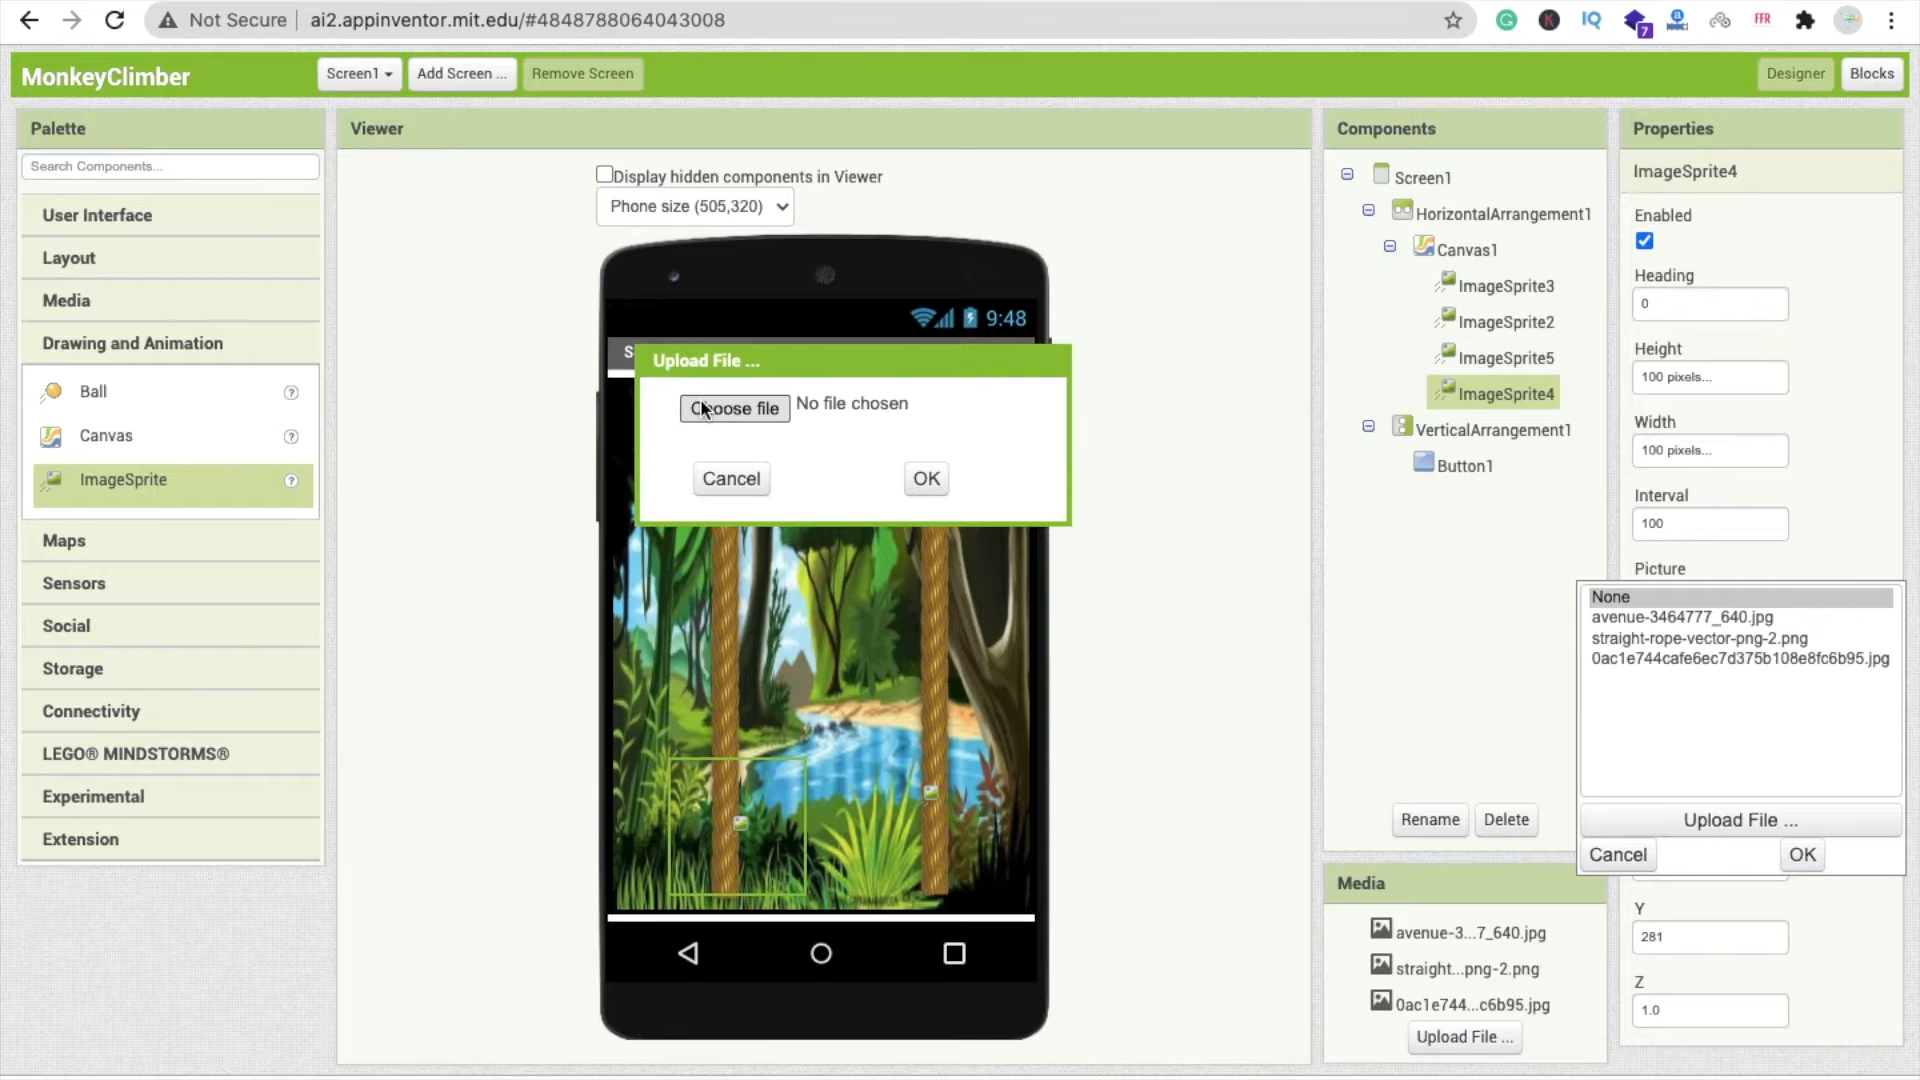 Not Secure
ai2.appinventor.mit.edu/#4848788064043008
IQ
7
a
FFR
MonkeyClimber
Screen1
Add Screen ...
Remove Screen
Designer
Blocks
Palette
Search Components...
User Interface
Layout
Media
Drawing and Animation
Ball
?
Canvas
?
ImageSprite
?
Maps
Sensors
Social
Storage
Connectivity
LEGO® MINDSTORMS®
Experimental
Extension
Viewer
Display hidden components in Viewer
Phone size (505,320)
9:48
S
Upload File ...
Choose file No file chosen
Cancel
OK
Components
Screen1
HorizontalArrangement1
Canvas1
ImageSprite3
ImageSprite2
ImageSprite5
ImageSprite4
VerticalArrangement1
Button1
Rename
Delete
Media
avenue-3...7_640.jpg
straight...png-2.png
0ac1e744...c6b95.jpg
Upload File ...
Properties
ImageSprite4
Enabled
Heading
0
Height
100 pixels...
Width
100 pixels...
Interval
100
Picture
None
avenue-3464777_640.jpg
straight-rope-vector-png-2.png
0ac1e744cafe6ec7d375b108e8fc6b95.jpg
Upload File ...
Cancel
OK
Y
281
Z
1.0